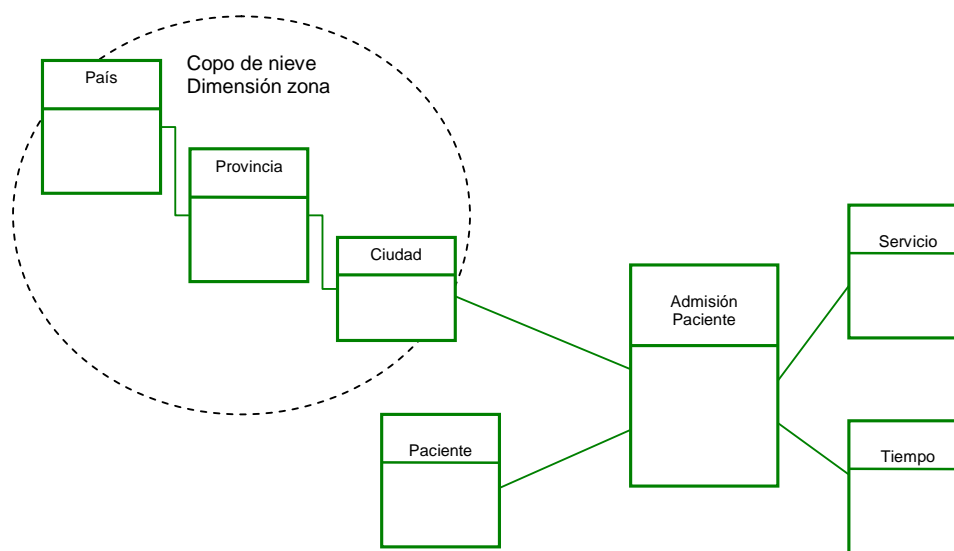 País
Copo de nieve
Dimensión zona
Provincia
Ciudad
Servicio
Admisión
Paciente
Paciente
Tiempo